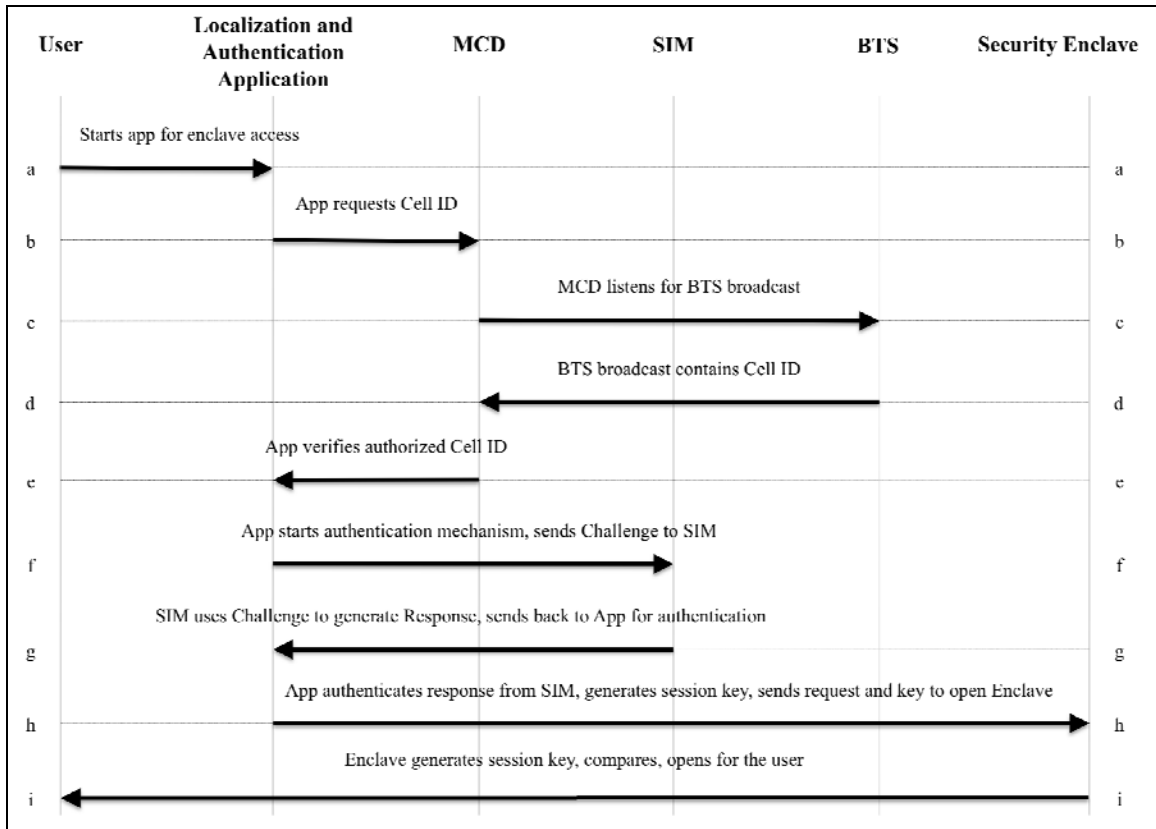 User
Localization and
Authentication
Application
MCD
SIM
BTS
Security Enclave
Starts app for enclave access
a
a
App requests Cell ID
b
b
MCD listens for BTS broadcast
c
c
BTS broadcast contains Cell ID
d
d
App verifies authorized Cell ID
e
e
App starts authentication mechanism, sends Challenge to SIM
f
f
SIM uses Challenge to generate Response, sends back to App for authentication
g
g
App authenticates response from SIM, generates session key, sends request and key to open Enclave
h
h
Enclave generates session key, compares, opens for the user
i
i